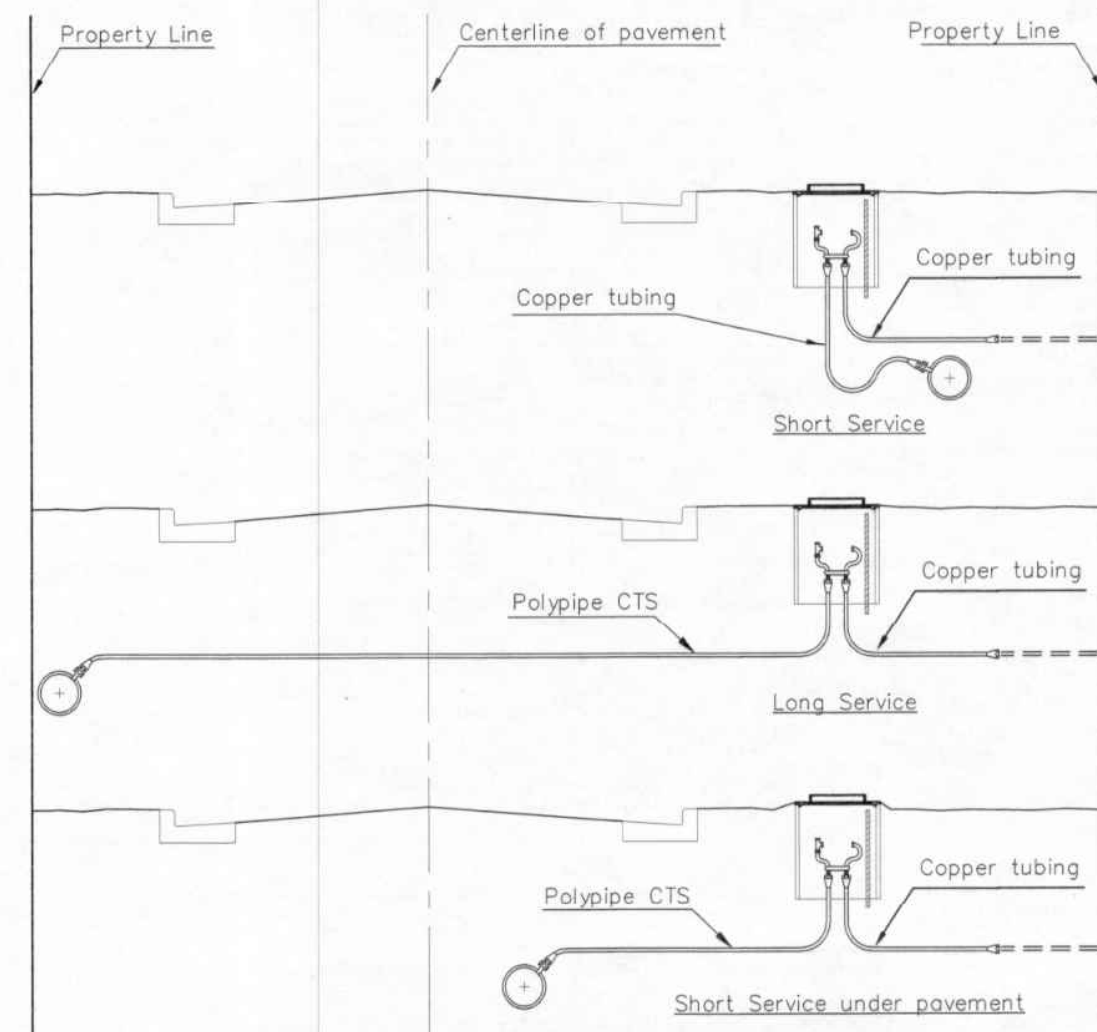 Property Line
Centerline of pavement
Property Line
Copper tubing
Copper tubing
Short Service
Copper tubing
Polypipe CTS
Long Service
Copper tubing
Polypipe CTS
Short Service under pavement